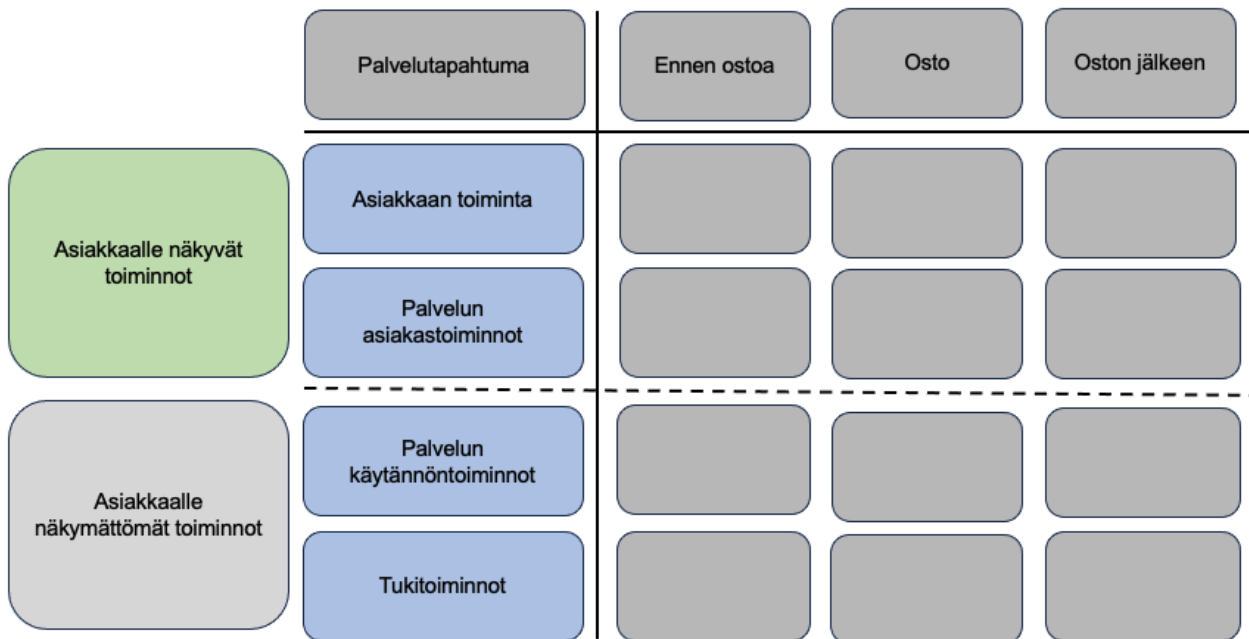 Palvelutapahtuma
Ennen ostoa
Osto
Oston jälkeen
Asiakkaalle näkyvät
toiminnot
Asiakkaan toiminta
Palvelun
asiakastoiminnot
Asiakkaalle
näkymättömät toiminnot
Palvelun
käytännöntoiminnot
Tukitoiminnot